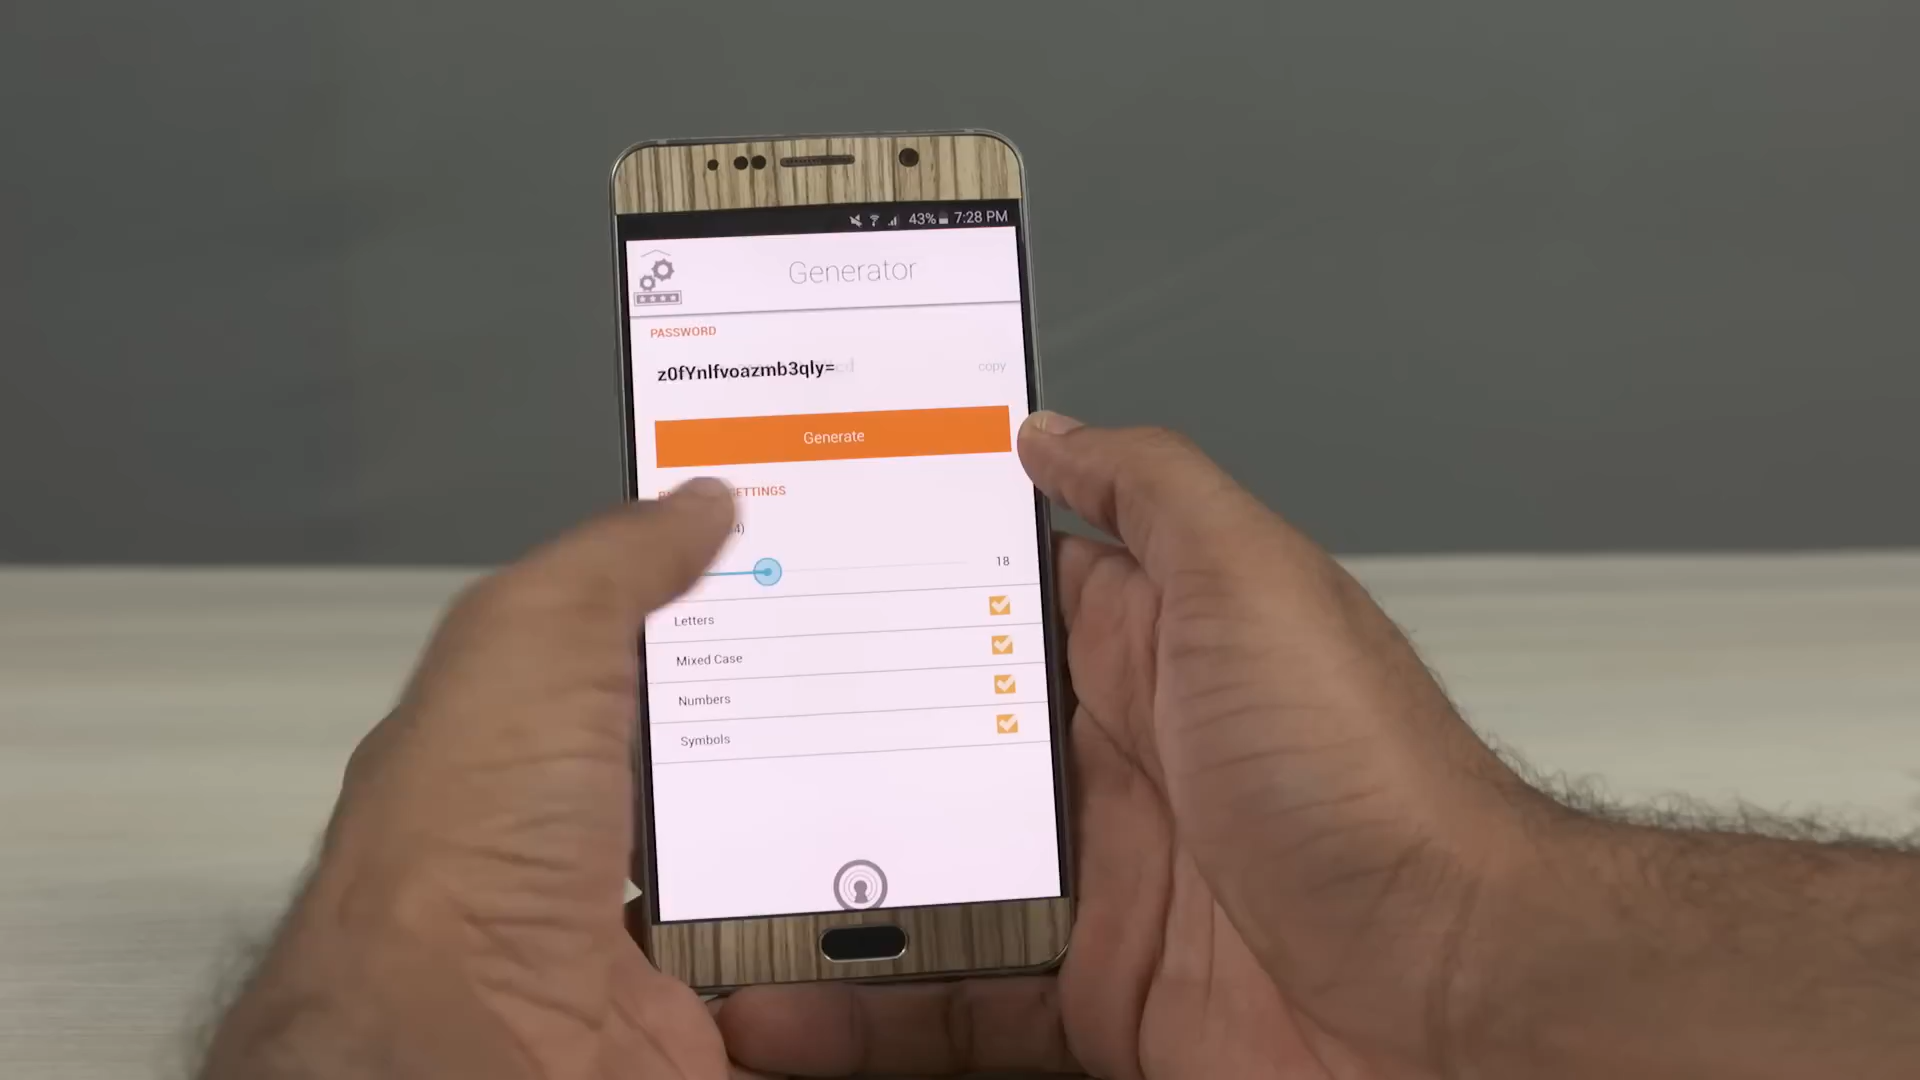 43% 7:28 PM
Generator
PASSWORD
z0fYnlfvoazmb3qly= copy
Generate
SETTINGS
18
Letters
Mixed Case
Numbers
Symbols